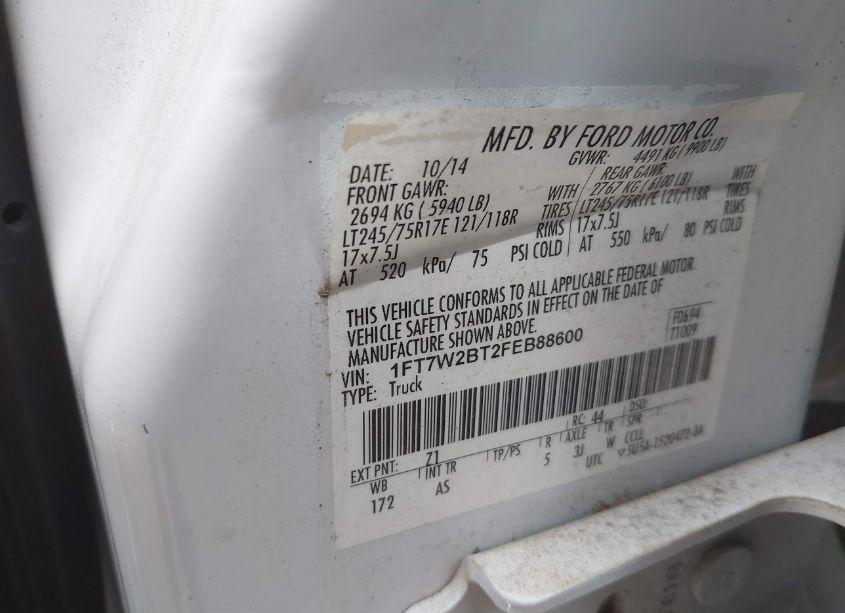 MFD. BY FORD MOTOR CO.
DATE: 10/14 GVWR: 4491 KG ( 9900 LB)
FRONT GAWR: REAR GAWR:
2694 KG ( 5940 LB) WITH 2767 KG ( 6100 LB) WITH
LT245/75R17E 121/118R TIRES LT245/75R17E 121/118R TIRES
17x7.5J RIMS 17x7.5J RIMS
AT 520 kPa/ 75 PSI COLD AT 550 kPa/ 80 PSI COLD
THIS VEHICLE CONFORMS TO ALL APPLICABLE FEDERAL MOTOR
VEHICLE SAFETY STANDARDS IN EFFECT ON THE DATE OF
MANUFACTURE SHOWN ABOVE.
F0694
T1009
VIN: 1FT7W2BT2FEB88600
TYPE: Truck
RC: 44 DSO:
EXT PNT: Z1
WB INT TR TP/PS R AXLE TR SPR
172 AS 5 3J W CCLL
UTC